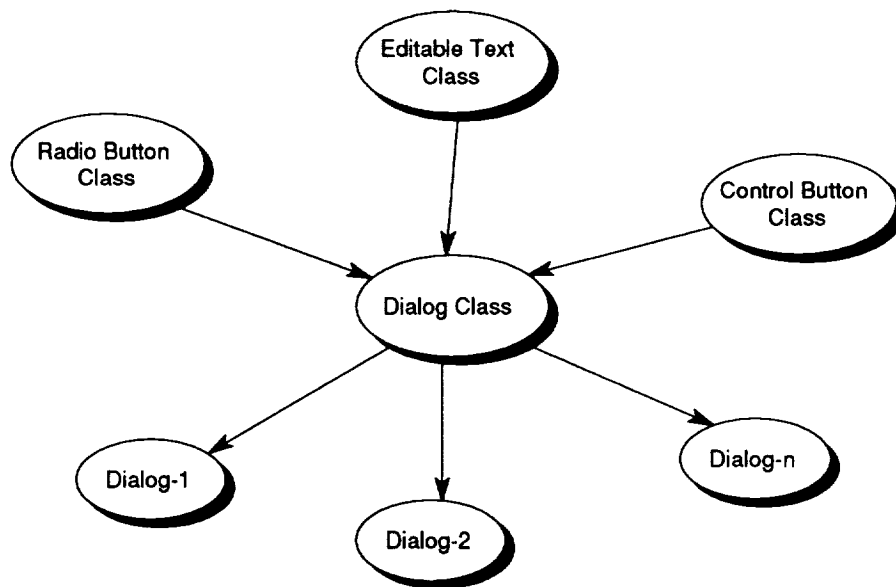 Editable Text
Class
Radio Button
Class
Control Button
Class
Dialog Class
Dialog-1
Dialog-n
Dialog-2